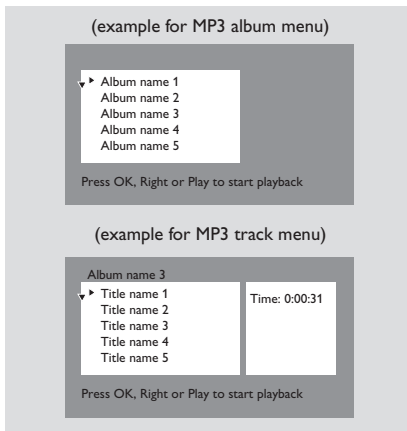 (example for MP3 album menu)
Album name 1
Album name 2
Album name 3
Album name 4
Album name 5
Press OK, Right or Play to start playback
(example for MP3 track menu)
Album name 3
Title name 1
Time: 0:00:31
Title name 2
Title name 3
Title name 4
Title name 5
Press OK, Right or Play to start playback